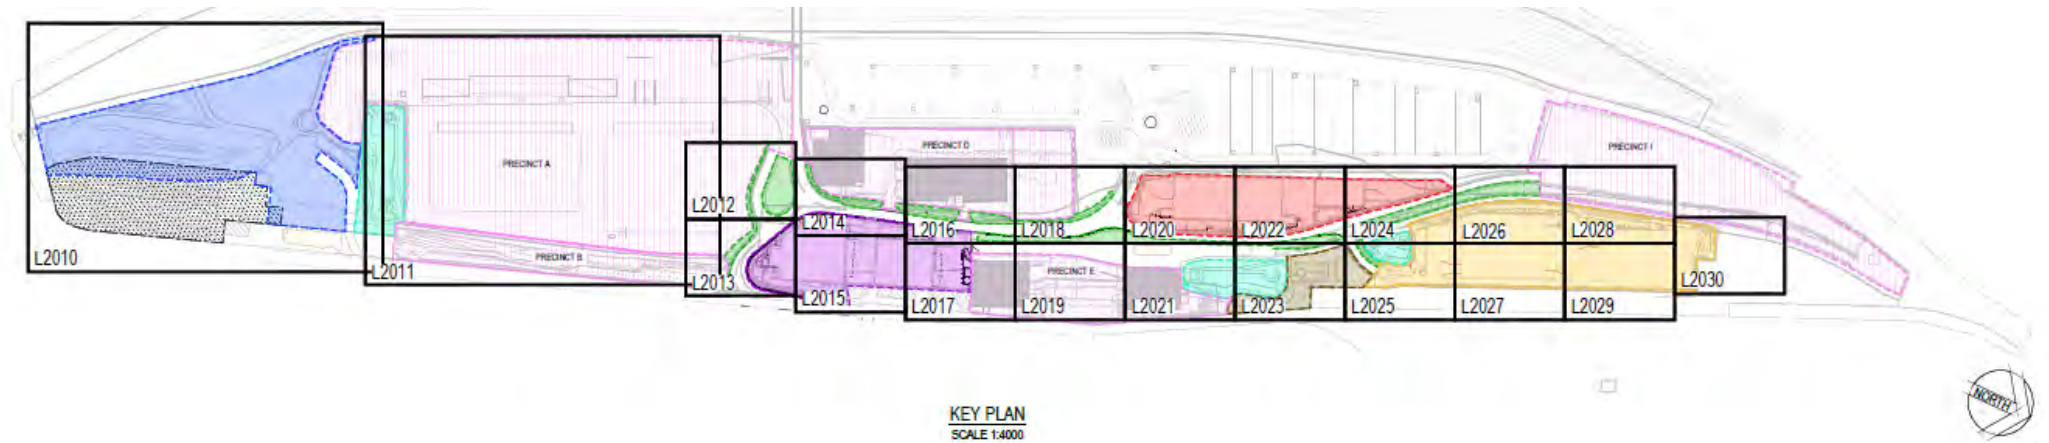 PRECINCT A
PRECINCT D
PRECINCT I
PRECINCT B
PRECINCT E
L2010
L2011
L2012
L2013
L2014
L2015
L2016
L2017
L2018
L2019
L2020
L2021
L2022
L2023
L2024
L2025
L2026
L2027
L2028
L2029
L2030
KEY PLAN
SCALE 1:4000
NORTH